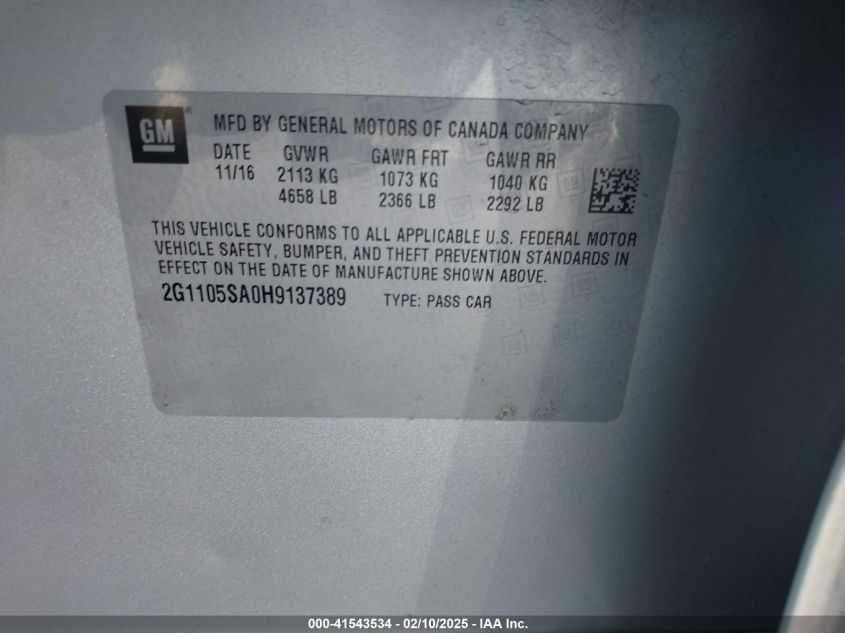 GM
MFD BY GENERAL MOTORS OF CANADA COMPANY
DATE GVWR GAWR FRT GAWR RR
11/16 2113 KG 1073 KG 1040 KG
4658 LB 2366 LB 2292 LB
THIS VEHICLE CONFORMS TO ALL APPLICABLE U.S. FEDERAL MOTOR
VEHICLE SAFETY, BUMPER, AND THEFT PREVENTION STANDARDS IN
EFFECT ON THE DATE OF MANUFACTURE SHOWN ABOVE.
2G1105SA0H9137389 TYPE: PASS CAR
000-41543534 - 02/10/2025 - IAA Inc.